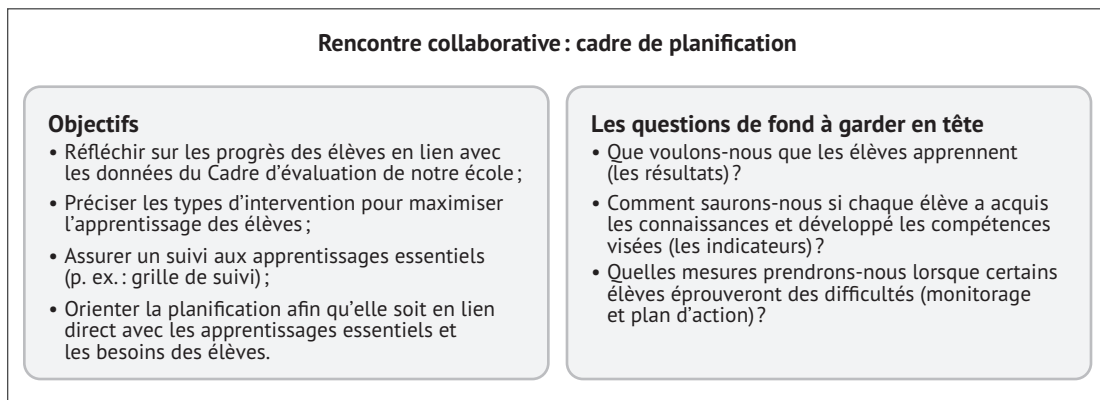 Rencontre collaborative : cadre de planification
Objectifs
• Réfléchir sur les progrès des élèves en lien avec
les données du Cadre d’évaluation de notre école ;
• Préciser les types d’intervention pour maximiser
l’apprentissage des élèves ;
• Assurer un suivi aux apprentissages essentiels
(p. ex. : grille de suivi) ;
• Orienter la planification afin qu’elle soit en lien
direct avec les apprentissages essentiels et
les besoins des élèves.
Les questions de fond à garder en tête
• Que voulons-nous que les élèves apprennent
(les résultats) ?
• Comment saurons-nous si chaque élève a acquis
les connaissances et développé les compétences
visées (les indicateurs) ?
• Quelles mesures prendrons-nous lorsque certains
élèves éprouveront des difficultés (monitorage
et plan d’action) ?